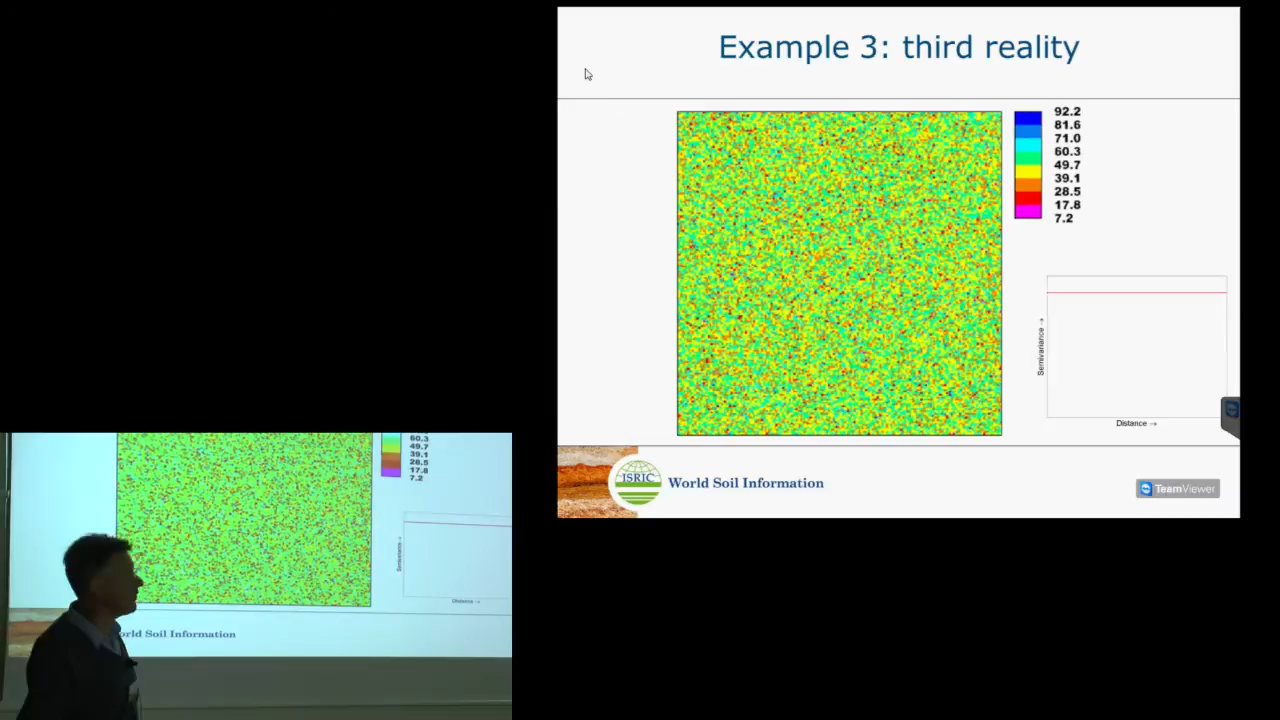 Example 3: third reality
92.2
81.6
71.0
60.3
49.7
39.1
28.5
17.8
7.2
Semivariance →
Distance →
ISRIC
World Soil Information
TeamViewer
60.3
49.7
39.1
28.5
17.8
7.2
Semivariance →
Distance →
orld Soil Information